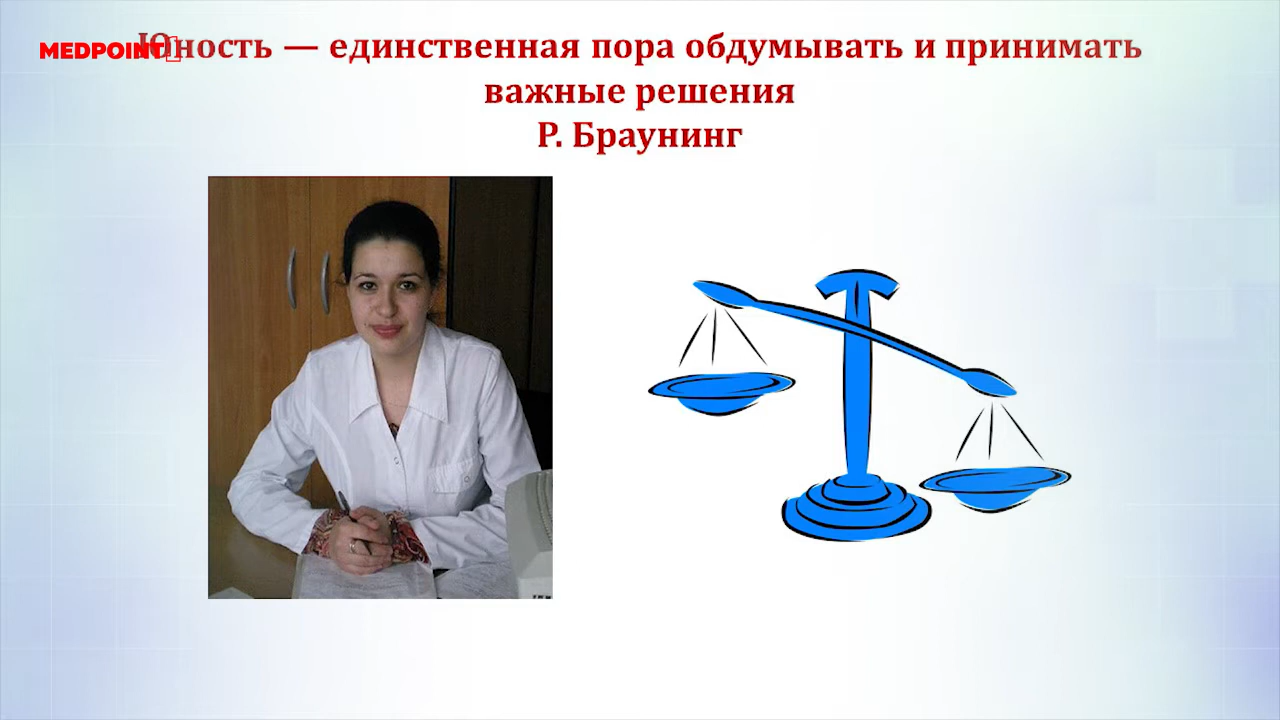 MEDPOINT
Юность — единственная пора обдумывать и принимать
важные решения
Р. Браунинг